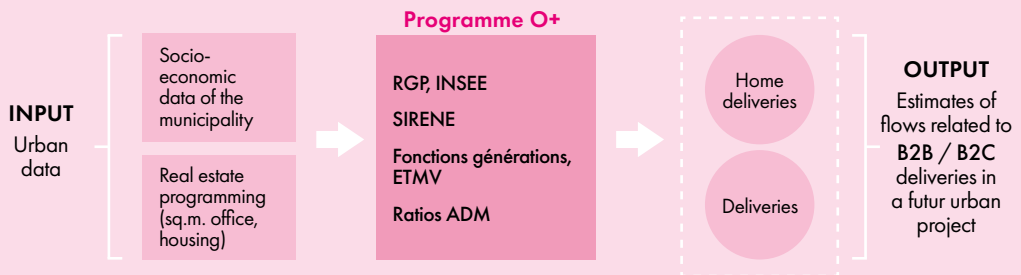 INPUT
Urban
data
Socio-
economic
data of the
municipality
Real estate
programming
(sq.m. office,
housing)
Programme O+
RGP, INSEE
SIRENE
Fonctions générations,
ETMV
Ratios ADM
Home
deliveries
Deliveries
OUTPUT
Estimates of
flows related to
B2B / B2C
deliveries in
a futur urban
project